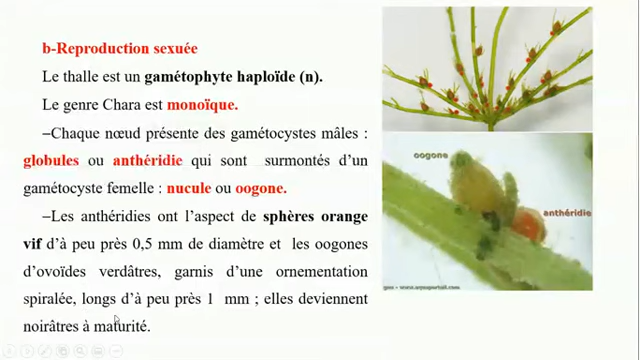 b-Reproduction sexuée
Le thalle est un gamétophyte haploïde (n).
Le genre Chara est monoïque.
–Chaque nœud présente des gamétocystes mâles :
globules ou anthéridie qui sont surmontés d'un
gamétocyste femelle : nucule ou oogone.
–Les anthéridies ont l'aspect de sphères orange
vif d'à peu près 0,5 mm de diamètre et les oogones
d'ovoïdes verdâtres, garnis d'une ornementation
spiralée, longs d'à peu près 1 mm ; elles deviennent
noirâtres à maturité.
oogone
anthéridie